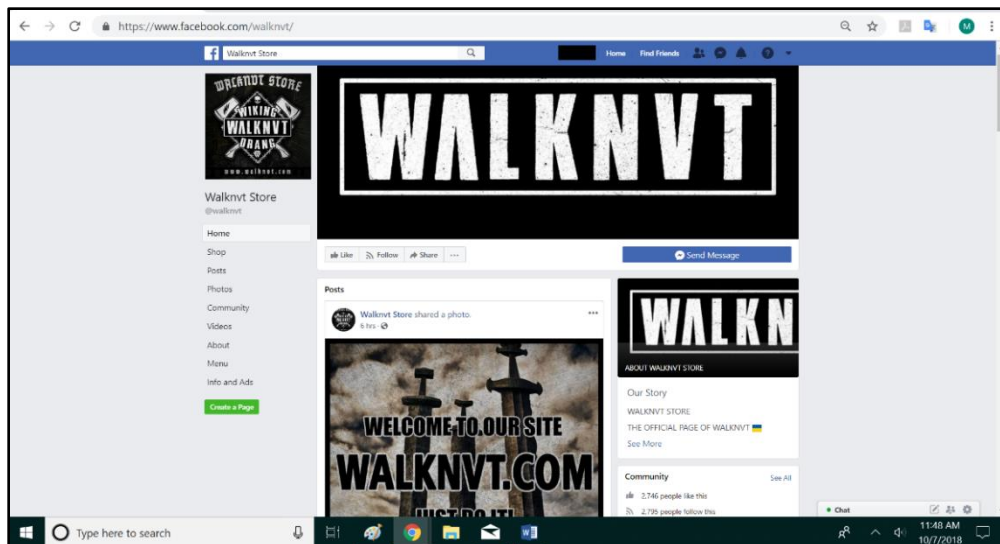 https://www.facebook.com/walknvt/
M
Walknvt Store
Home
Find Friends
WALKNVT STORE
WIKING
WALKNVT
DRANG
www.walknvt.com
WALKNVT
Walknvt Store
@walknvt
Home
Shop
Posts
Photos
Community
Videos
About
Menu
Info and Ads
Create a Page
Like
Follow
Share
Send Message
Posts
Walknvt Store shared a photo.
6 hrs
WELCOME TO OUR SITE
WALKNVT.COM
JUST DO IT!
WALKN
ABOUT WALKNVT STORE
Our Story
WALKNVT STORE
THE OFFICIAL PAGE OF WALKNVT
See More
Community
See All
2,746 people like this
2,795 people follow this
Chat
Type here to search
11:48 AM
10/7/2018